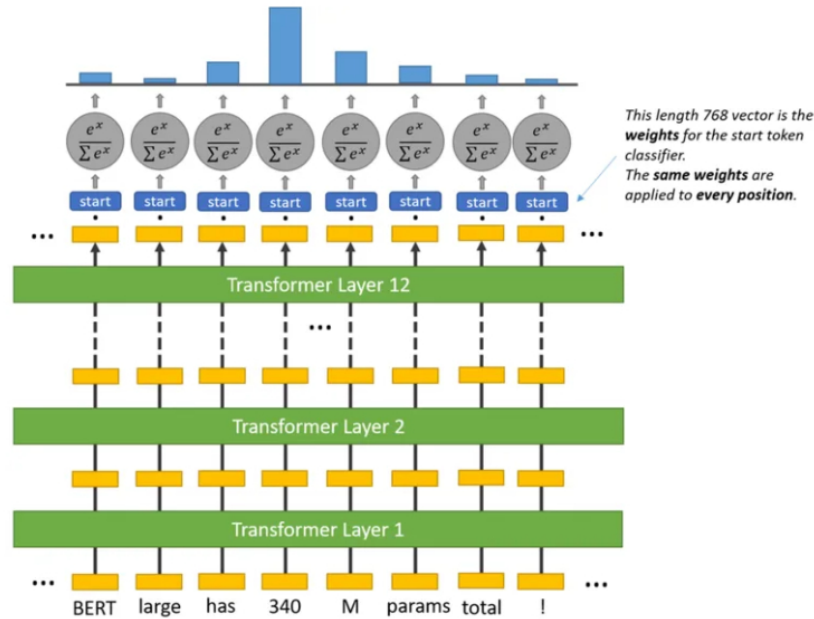 e^x e^x e^x e^x e^x e^x e^x e^x
∑e^x ∑e^x ∑e^x ∑e^x ∑e^x ∑e^x ∑e^x ∑e^x
start start start start start start start start
This length 768 vector is the
weights for the start token
classifier.
The same weights are
applied to every position.
... ...
Transformer Layer 12
...
Transformer Layer 2
Transformer Layer 1
... ...
BERT large has 340 M params total !